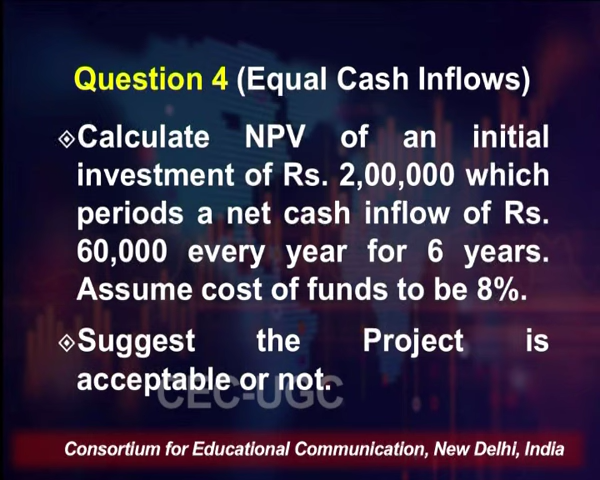 Question 4 (Equal Cash Inflows)
Calculate NPV of an initial
investment of Rs. 2,00,000 which
periods a net cash inflow of Rs.
60,000 every year for 6 years.
Assume cost of funds to be 8%.
Suggest the Project is
acceptable or not.
CEC-UGC
Consortium for Educational Communication, New Delhi, India